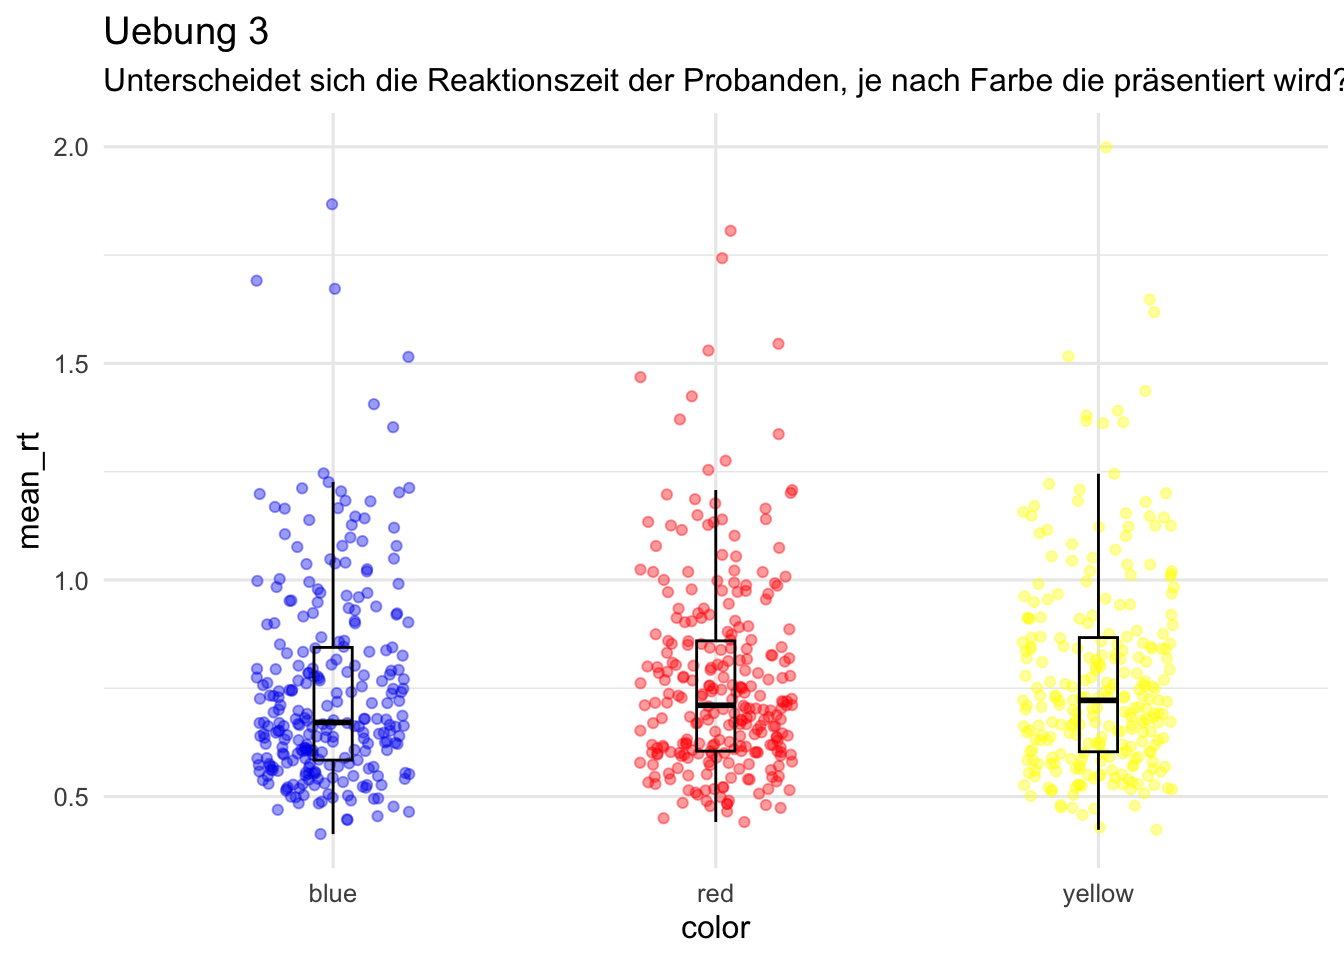 Uebung 3
Unterscheidet sich die Reaktionszeit der Probanden, je nach Farbe die präsentiert wird?
2.0
1.5
1.0
0.5
mean_rt
blue
red
yellow
color